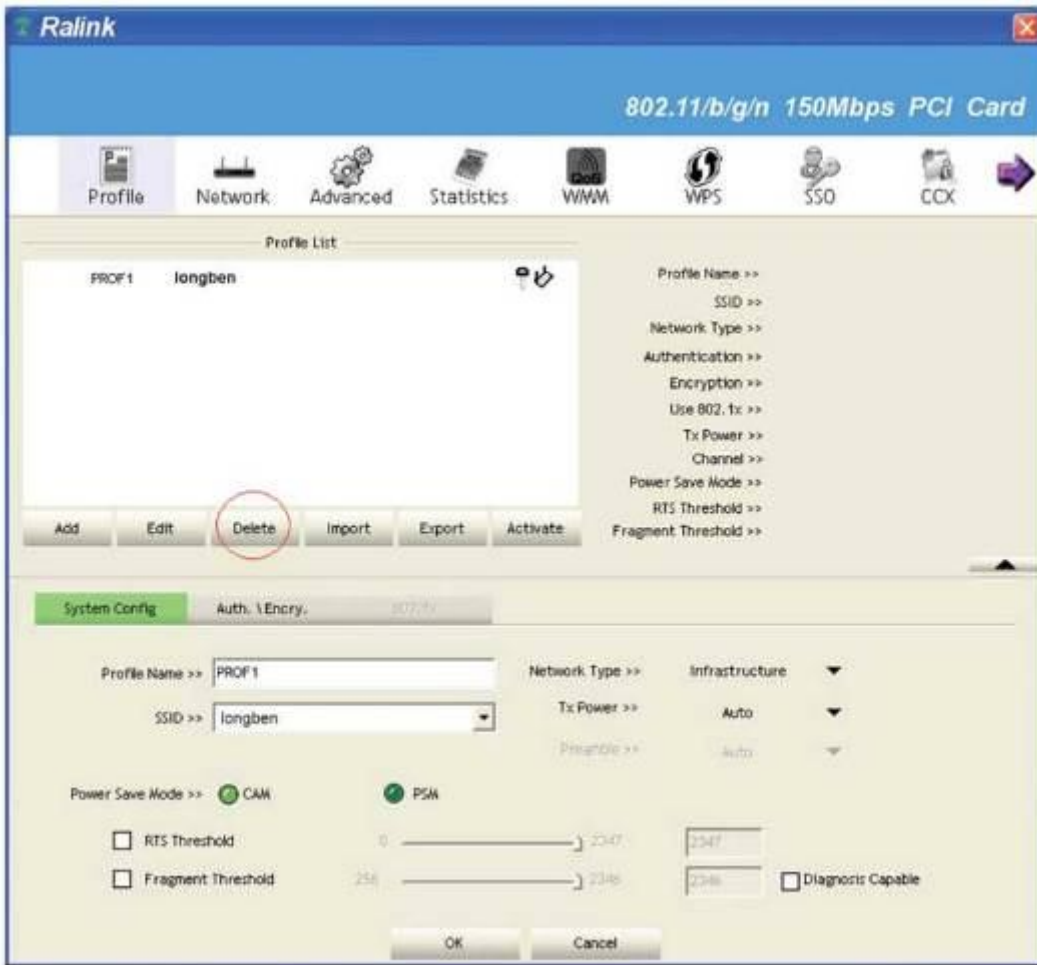 Ralink
802.11/b/g/n 150Mbps PCI Card
Profile Network Advanced Statistics WMM WPS SSO CCX
QoS
Profile List
PROF1 longben
Profile Name >>
SSID >>
Network Type >>
Authentication >>
Encryption >>
Use 802.1x >>
Tx Power >>
Channel >>
Power Save Mode >>
RTS Threshold >>
Fragment Threshold >>
Add Edit Delete Import Export Activate
System Config Auth. \ Encry.
Profile Name >> PROF1 Network Type >> Infrastructure
SSID >> longben Tx Power >> Auto
Preamble >> Auto
Power Save Mode >> CAM PSM
RTS Threshold 0 2347 2347
Fragment Threshold 256 2346 2346 Diagnosis Capable
OK Cancel